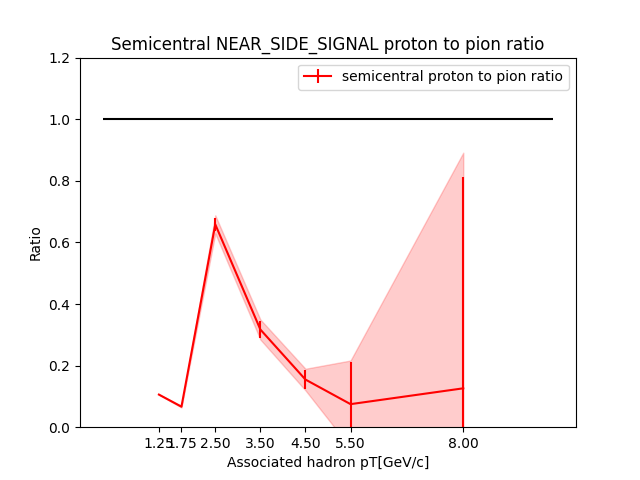 Semicentral NEAR_SIDE_SIGNAL proton to pion ratio
semicentral proton to pion ratio
1.2
1.0
0.8
0.6
0.4
0.2
0.0
Ratio
1.25 1.75 2.50 3.50 4.50 5.50 8.00
Associated hadron pT[GeV/c]